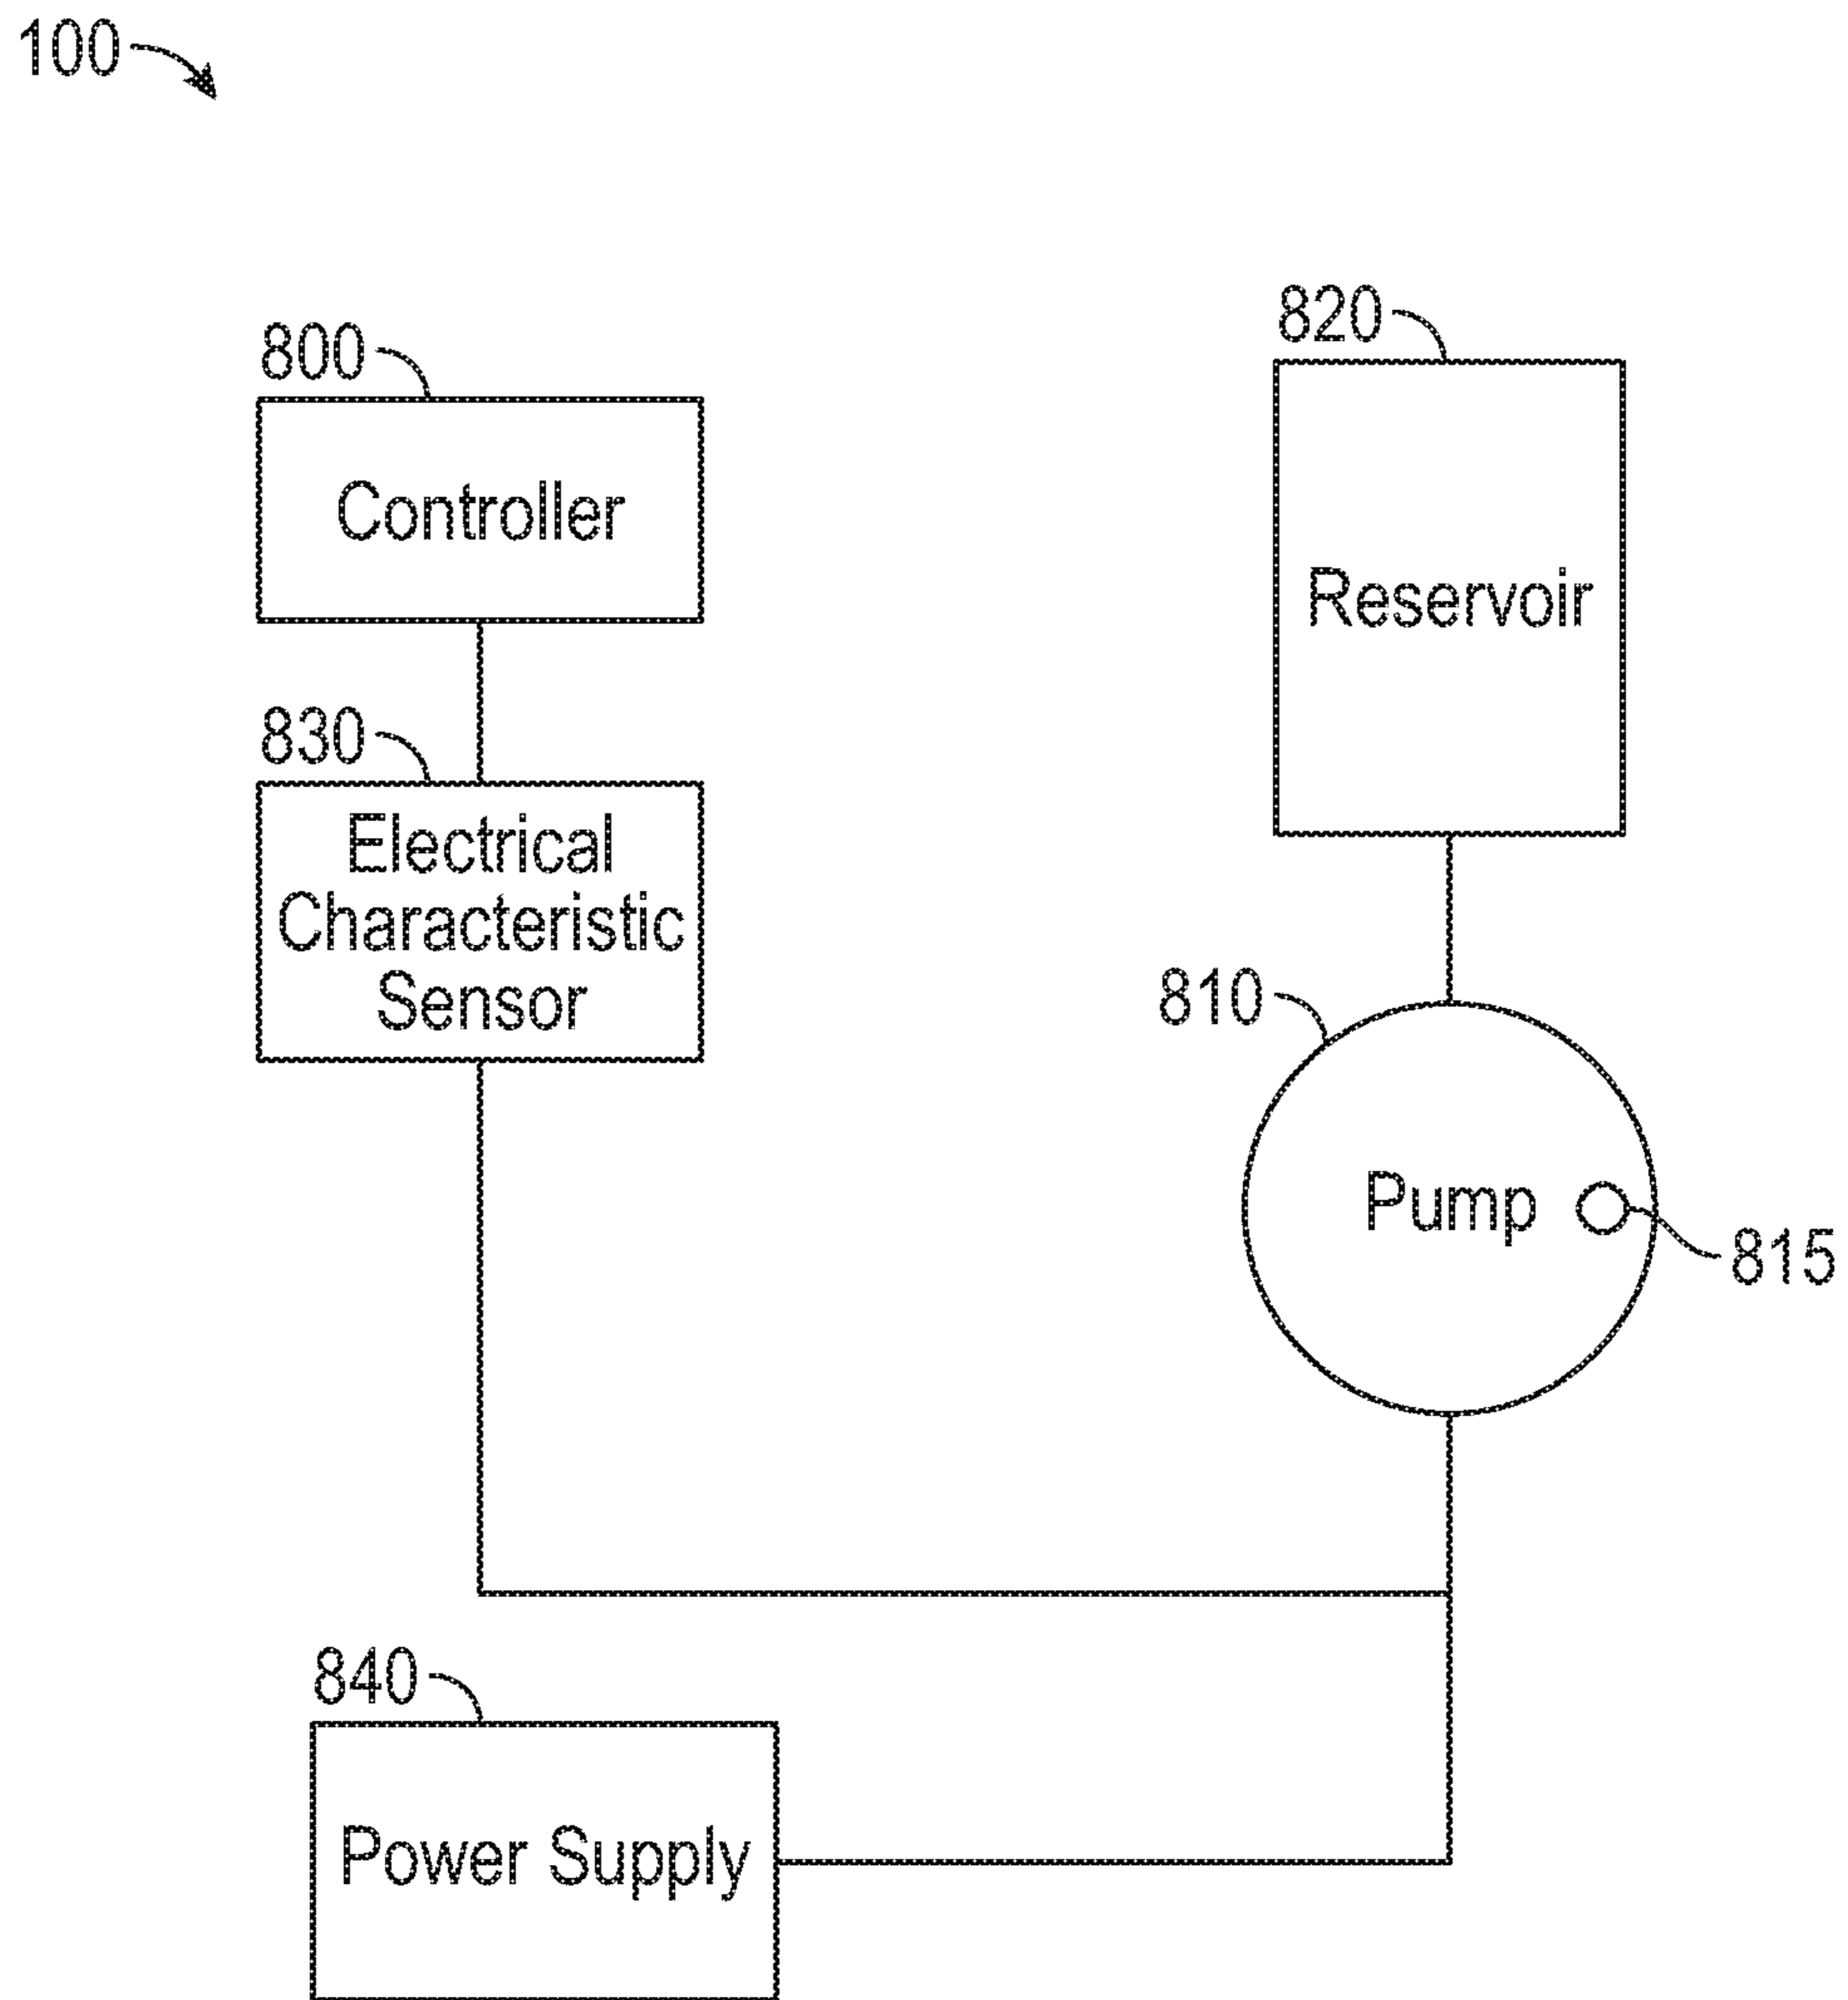 100
820
800
Controller
Reservoir
830
Electrical
Characteristic
Sensor
810
Pump
815
840
Power Supply